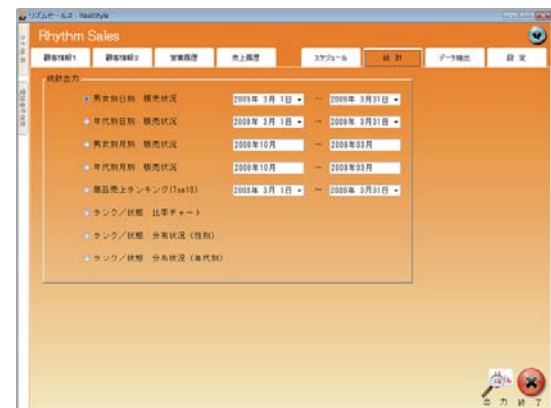 リズムセールス - RealStyle
Rhythm Sales
顧客情報1 顧客情報2 営業履歴 売上履歴 スケジュール 統計 データ抽出 設定
統計出力
男女別日別 販売状況 2009年 3月 1日 ~ 2009年 3月31日
年代別日別 販売状況 2009年 3月 1日 ~ 2009年 3月31日
男女別月別 販売状況 2008年10月 ~ 2009年03月
年代別月別 販売状況 2008年10月 ~ 2009年03月
商品売上ランキング(Top10) 2009年 3月 1日 ~ 2009年 3月31日
ランク/状態 比率チャート
ランク/状態 分布状況(性別)
ランク/状態 分布状況(年代別)
出力 終了